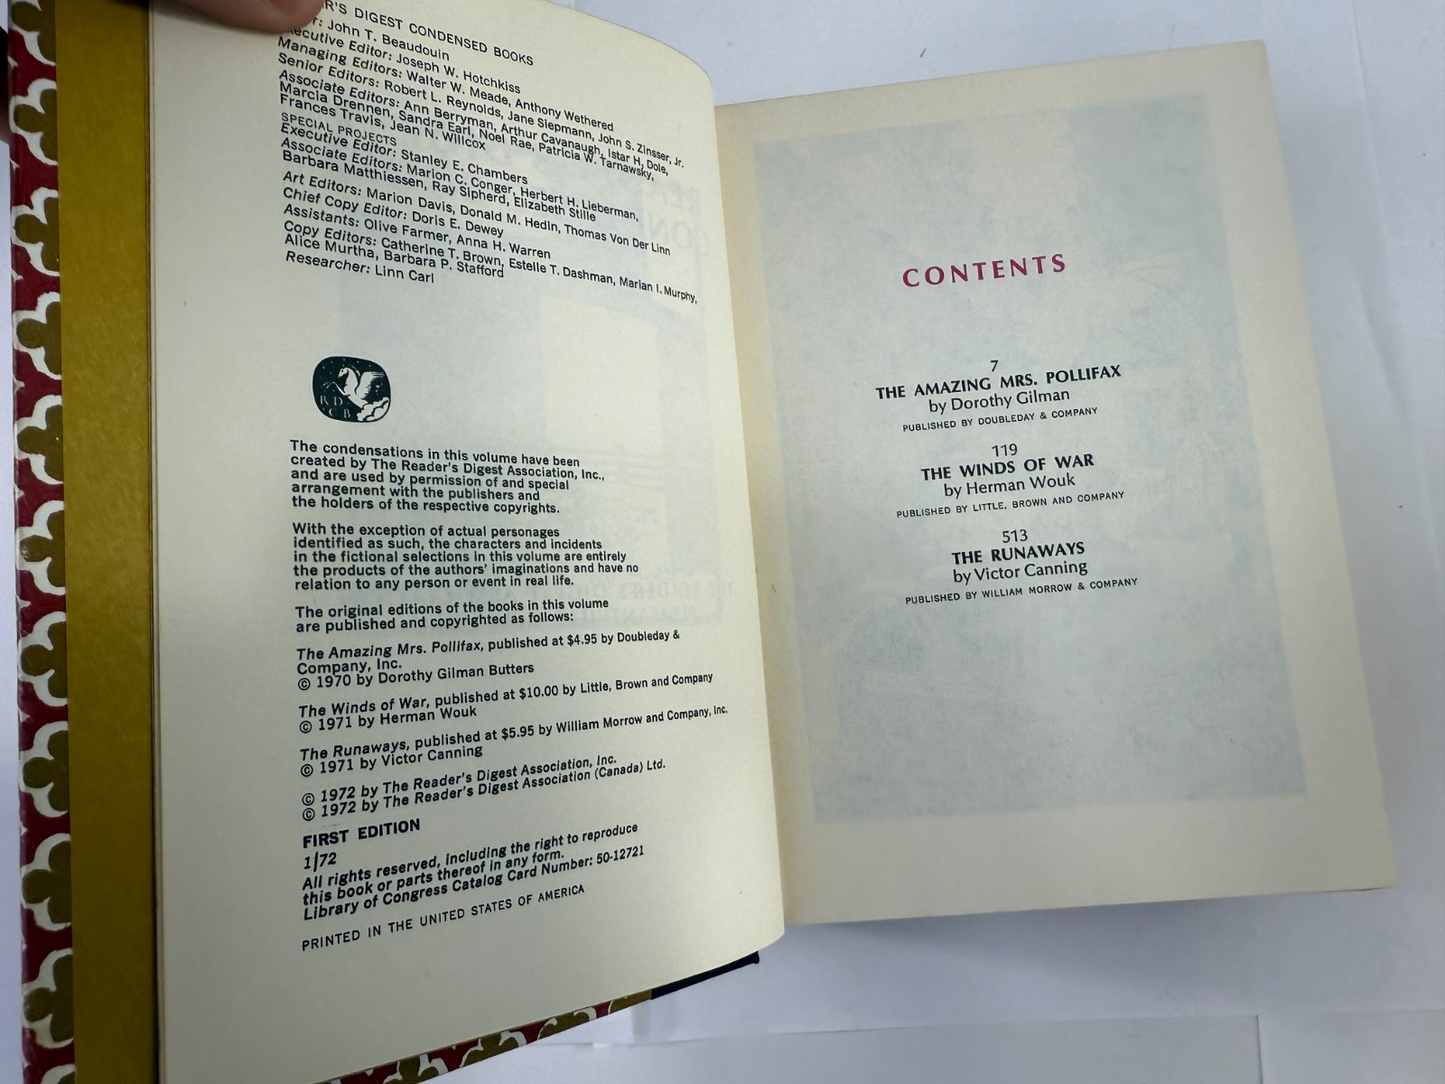 R'S DIGEST CONDENSED BOOKS
John T. Beaudouin
Executive Editor: Joseph W. Hotchkiss
Managing Editors: Walter W. Meade, Anthony Wethered
Senior Editors: Robert L. Reynolds, Jane Siepmann, John S. Zinsser, Jr.
Associate Editors: Ann Berryman, Arthur Cavanaugh, Istar H. Dole,
Marcia Drennen, Sandra Earl, Noel Rae, Patricia W. Tarnawsky,
Frances Travis, Jean N. Willcox
SPECIAL PROJECTS
Executive Editor: Stanley E. Chambers
Associate Editors: Marion C. Conger, Herbert H. Lieberman,
Barbara Matthiessen, Ray Sipherd, Elizabeth Stille
Art Editors: Marion Davis, Donald M. Hedin, Thomas Von Der Linn
Chief Copy Editor: Doris E. Dewey
Assistants: Olive Farmer, Anna H. Warren
Copy Editors: Catherine T. Brown, Estelle T. Dashman, Marian I. Murphy,
Alice Murtha, Barbara P. Stafford
Researcher: Linn Carl
R D
C B
The condensations in this volume have been
created by The Reader's Digest Association, Inc.,
and are used by permission of and special
arrangement with the publishers and
the holders of the respective copyrights.
With the exception of actual personages
identified as such, the characters and incidents
in the fictional selections in this volume are entirely
the products of the authors' imaginations and have no
relation to any person or event in real life.
The original editions of the books in this volume
are published and copyrighted as follows:
The Amazing Mrs. Pollifax, published at $4.95 by Doubleday &
Company, Inc.
© 1970 by Dorothy Gilman Butters
The Winds of War, published at $10.00 by Little, Brown and Company
© 1971 by Herman Wouk
The Runaways, published at $5.95 by William Morrow and Company, Inc.
© 1971 by Victor Canning
© 1972 by The Reader's Digest Association, Inc.
© 1972 by The Reader's Digest Association (Canada) Ltd.
FIRST EDITION
1/72
All rights reserved, including the right to reproduce
this book or parts thereof in any form.
Library of Congress Catalog Card Number: 50-12721
PRINTED IN THE UNITED STATES OF AMERICA
CONTENTS
7
THE AMAZING MRS. POLLIFAX
by Dorothy Gilman
PUBLISHED BY DOUBLEDAY & COMPANY
119
THE WINDS OF WAR
by Herman Wouk
PUBLISHED BY LITTLE, BROWN AND COMPANY
513
THE RUNAWAYS
by Victor Canning
PUBLISHED BY WILLIAM MORROW & COMPANY